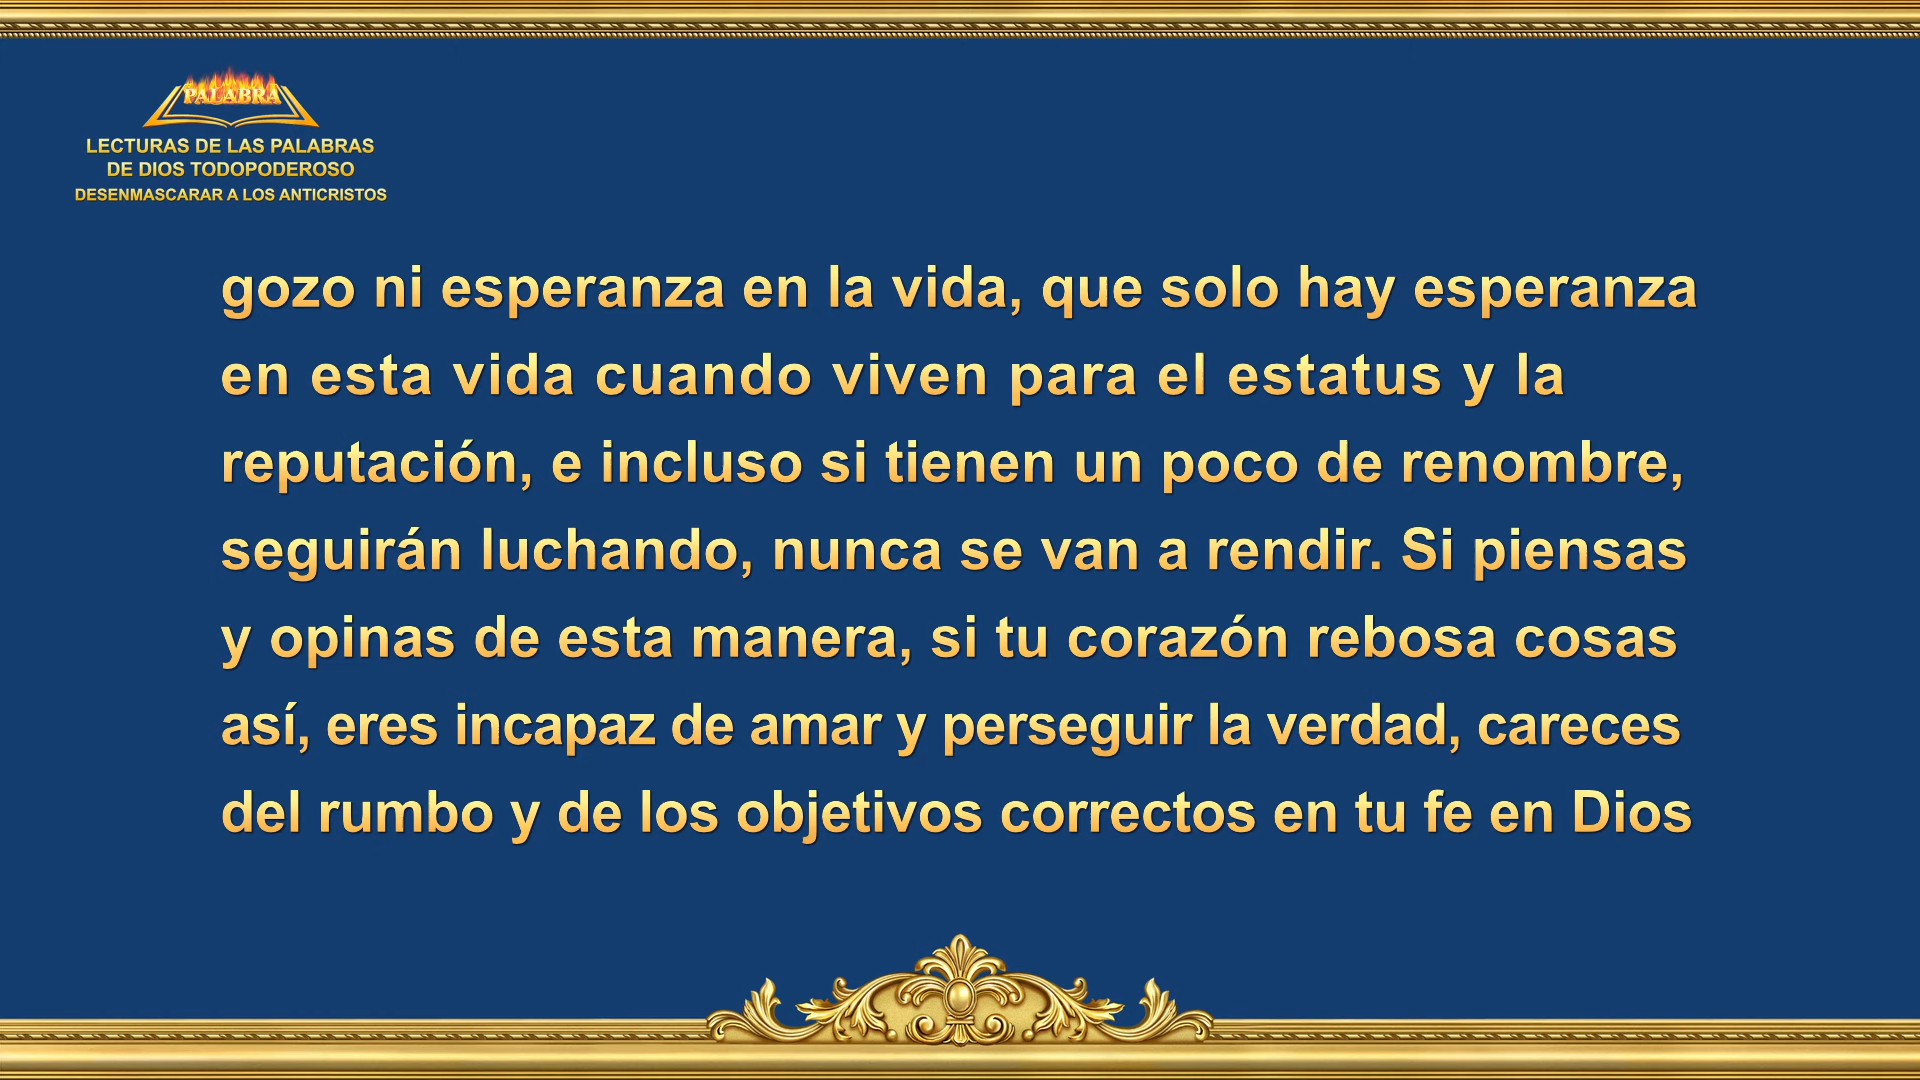 PALABRA
LECTURAS DE LAS PALABRAS
DE DIOS TODOPODEROSO
DESENMASCARAR A LOS ANTICRISTOS
gozo ni esperanza en la vida, que solo hay esperanza
en esta vida cuando viven para el estatus y la
reputación, e incluso si tienen un poco de renombre,
seguirán luchando, nunca se van a rendir. Si piensas
y opinas de esta manera, si tu corazón rebosa cosas
así, eres incapaz de amar y perseguir la verdad, careces
del rumbo y de los objetivos correctos en tu fe en Dios